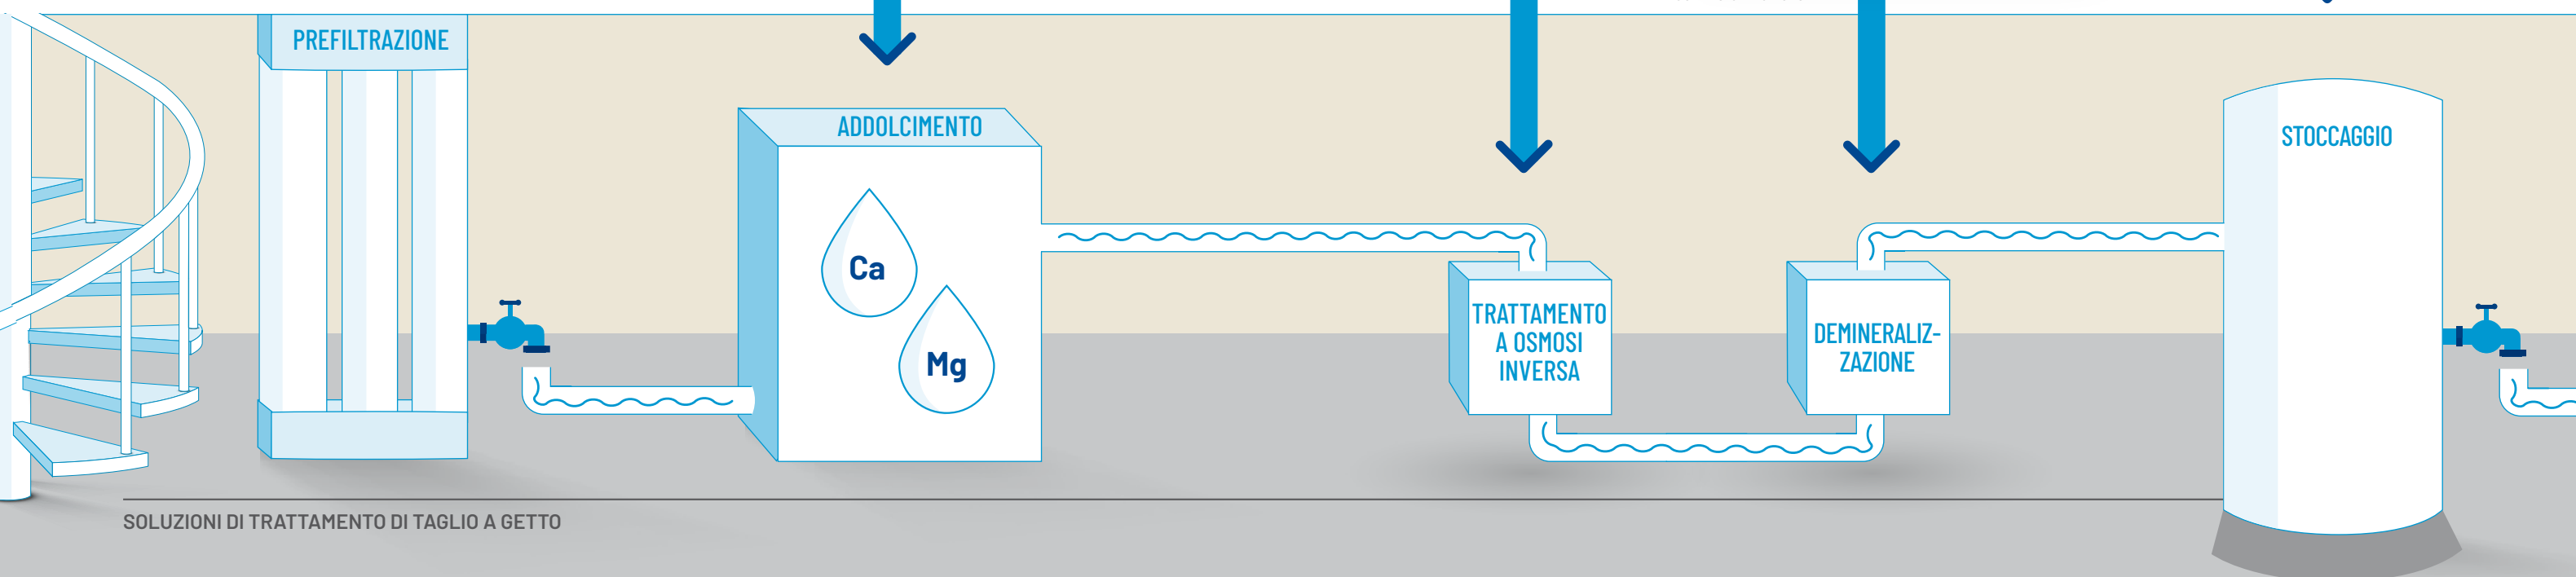 PREFILTRAZIONE
ADDOLCIMENTO
Ca
Mg
TRATTAMENTO
A OSMOSI
INVERSA
DEMINERALIZ-
ZAZIONE
STOCCAGGIO
SOLUZIONI DI TRATTAMENTO DI TAGLIO A GETTO